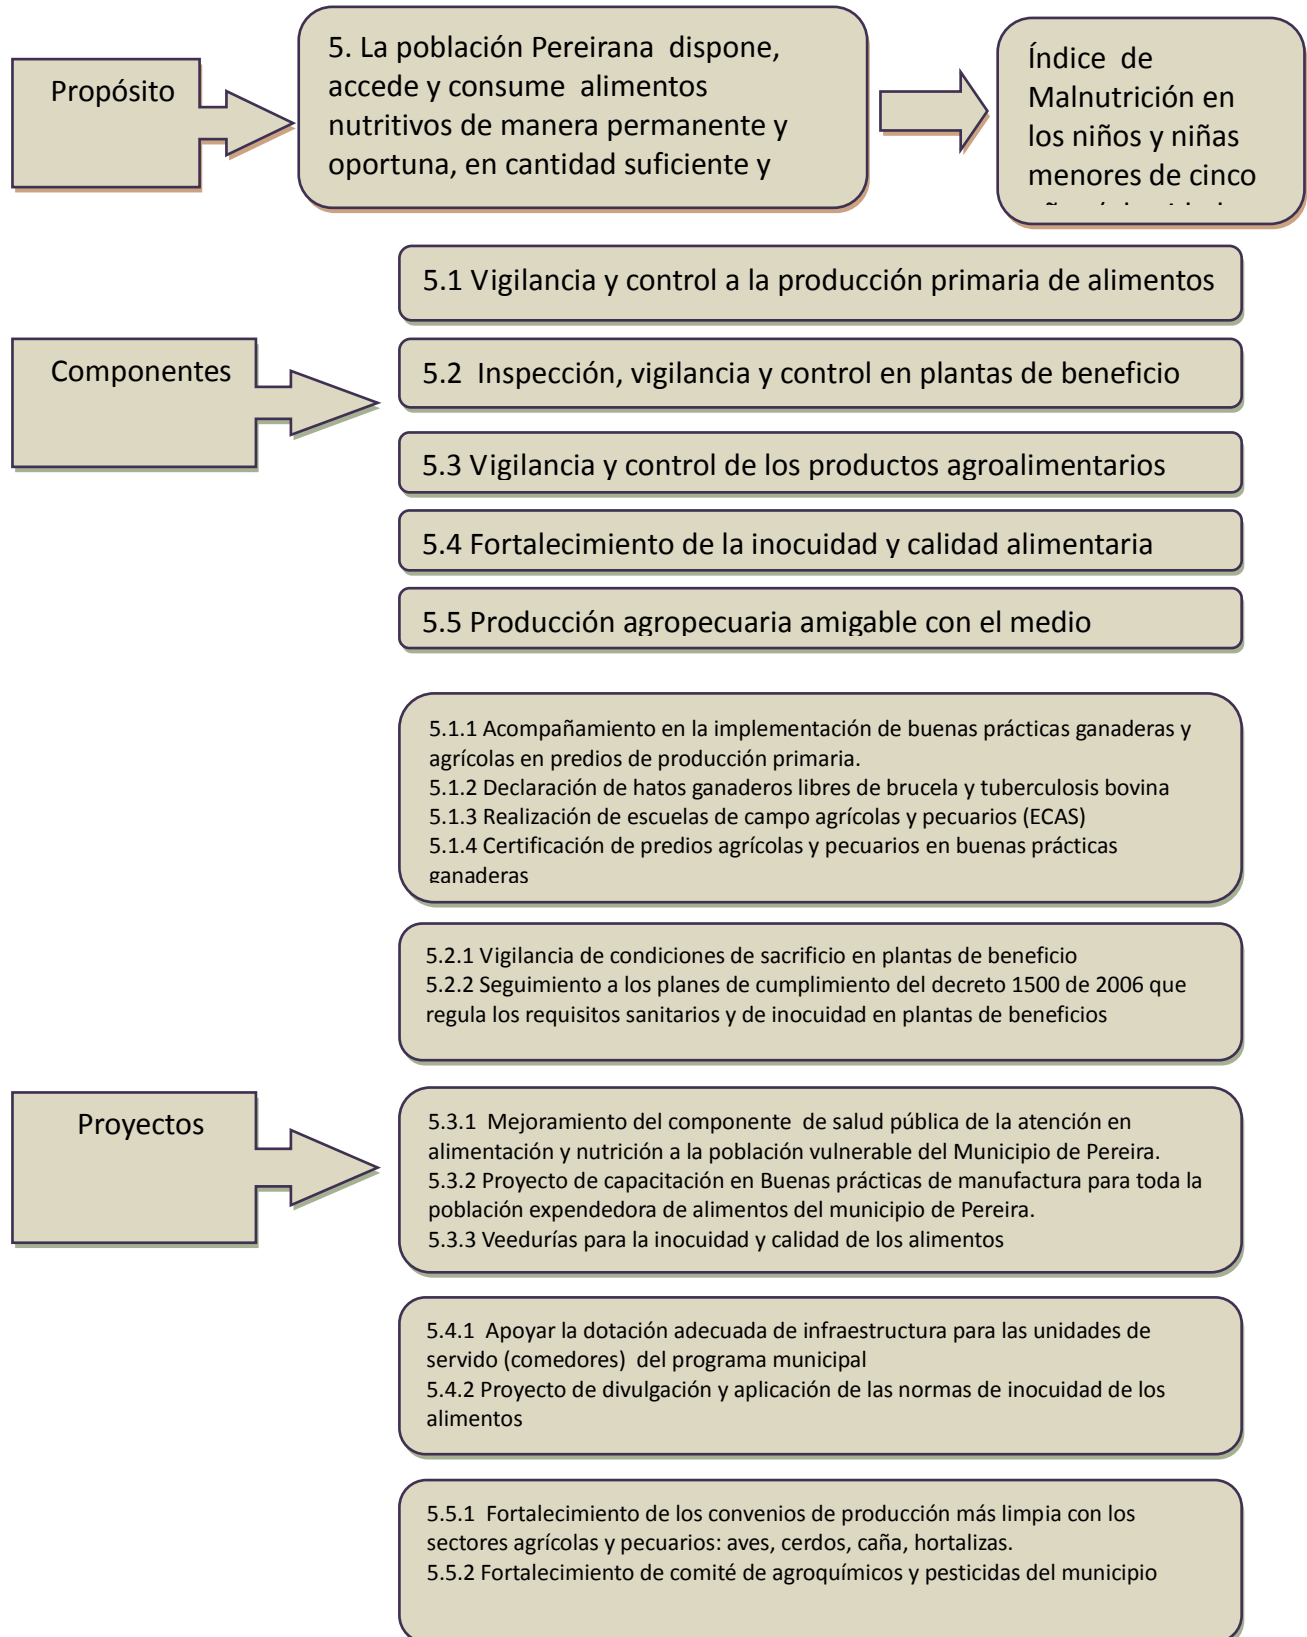 Propósito
5. La población Pereirana dispone,
accede y consume alimentos
nutritivos de manera permanente y
oportuna, en cantidad suficiente y
Índice de
Malnutrición en
los niños y niñas
menores de cinco
5.1 Vigilancia y control a la producción primaria de alimentos
Componentes
5.2 Inspección, vigilancia y control en plantas de beneficio
5.3 Vigilancia y control de los productos agroalimentarios
5.4 Fortalecimiento de la inocuidad y calidad alimentaria
5.5 Producción agropecuaria amigable con el medio
5.1.1 Acompañamiento en la implementación de buenas prácticas ganaderas y
agrícolas en predios de producción primaria.
5.1.2 Declaración de hatos ganaderos libres de brucela y tuberculosis bovina
5.1.3 Realización de escuelas de campo agrícolas y pecuarios (ECAS)
5.1.4 Certificación de predios agrícolas y pecuarios en buenas prácticas
ganaderas
5.2.1 Vigilancia de condiciones de sacrificio en plantas de beneficio
5.2.2 Seguimiento a los planes de cumplimiento del decreto 1500 de 2006 que
regula los requisitos sanitarios y de inocuidad en plantas de beneficios
Proyectos
5.3.1 Mejoramiento del componente de salud pública de la atención en
alimentación y nutrición a la población vulnerable del Municipio de Pereira.
5.3.2 Proyecto de capacitación en Buenas prácticas de manufactura para toda la
población expendedora de alimentos del municipio de Pereira.
5.3.3 Veedurías para la inocuidad y calidad de los alimentos
5.4.1 Apoyar la dotación adecuada de infraestructura para las unidades de
servido (comedores) del programa municipal
5.4.2 Proyecto de divulgación y aplicación de las normas de inocuidad de los
alimentos
5.5.1 Fortalecimiento de los convenios de producción más limpia con los
sectores agrícolas y pecuarios: aves, cerdos, caña, hortalizas.
5.5.2 Fortalecimiento de comité de agroquímicos y pesticidas del municipio